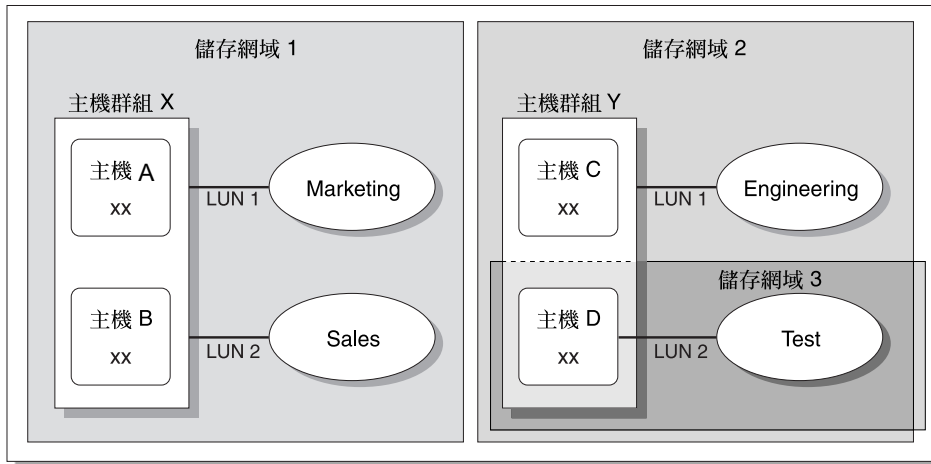 儲存網域 1
主機群組 X
主機 A
xx
LUN 1
Marketing
主機 B
xx
LUN 2
Sales
儲存網域 2
主機群組 Y
主機 C
xx
LUN 1
Engineering
儲存網域 3
主機 D
xx
LUN 2
Test